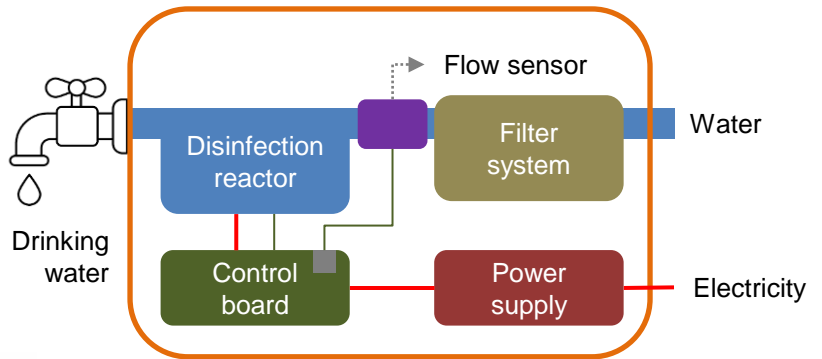 Flow sensor
Water
Disinfection
reactor
Filter
system
Drinking
water
Control
board
Power
supply
Electricity